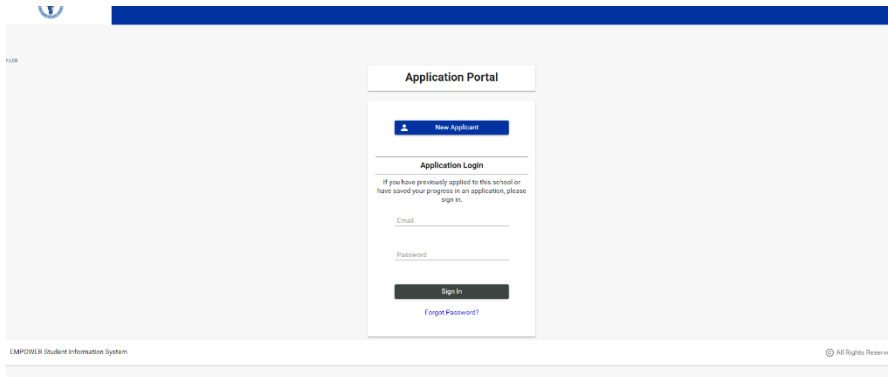 Application Portal
New Applicant
Application Login
If you have previously applied to this school or
have saved your progress in an application, please
sign in.
Email
Password
Sign In
Forgot Password?
EMPOWER Student Information System
© All Rights Reserve